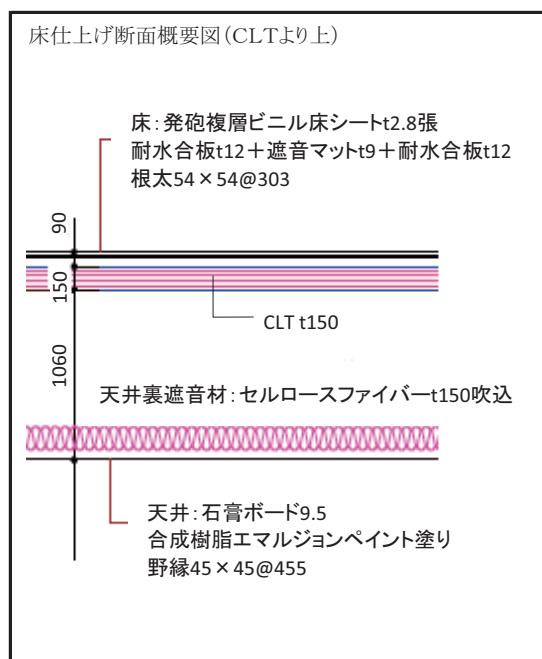 床仕上げ断面概要図(CLTより上)
床:発砲複層ビニル床シートt2.8張
耐水合板t12+遮音マットt9+耐水合板t12
根太54×54@303
90
150
CLT t150
1060
天井裏遮音材:セルロースファイバーt150吹込
天井:石膏ボード9.5
合成樹脂エマルジョンペイント塗り
野縁45×45@455